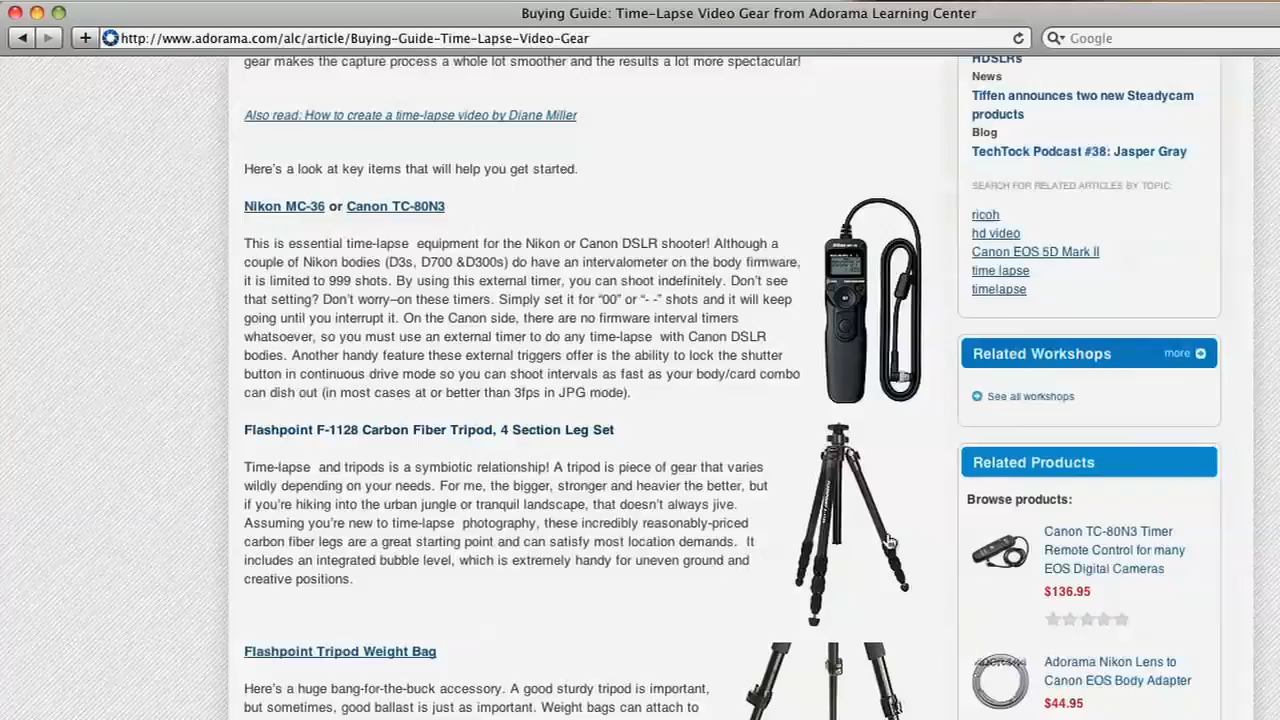 Buying Guide: Time-Lapse Video Gear from Adorama Learning Center
http://www.adorama.com/alc/article/Buying-Guide-Time-Lapse-Video-Gear
Google
gear makes the capture process a whole lot smoother and the results a lot more spectacular!
Also read: How to create a time-lapse video by Diane Miller
Here's a look at key items that will help you get started.
Nikon MC-36 or Canon TC-80N3
This is essential time-lapse equipment for the Nikon or Canon DSLR shooter! Although a
couple of Nikon bodies (D3s, D700 &D300s) do have an intervalometer on the body firmware,
it is limited to 999 shots. By using this external timer, you can shoot indefinitely. Don't see
that setting? Don't worry–on these timers. Simply set it for “00” or “- -” shots and it will keep
going until you interrupt it. On the Canon side, there are no firmware interval timers
whatsoever, so you must use an external timer to do any time-lapse with Canon DSLR
bodies. Another handy feature these external triggers offer is the ability to lock the shutter
button in continuous drive mode so you can shoot intervals as fast as your body/card combo
can dish out (in most cases at or better than 3fps in JPG mode).
Flashpoint F-1128 Carbon Fiber Tripod, 4 Section Leg Set
Time-lapse and tripods is a symbiotic relationship! A tripod is piece of gear that varies
wildly depending on your needs. For me, the bigger, stronger and heavier the better, but
if you're hiking into the urban jungle or tranquil landscape, that doesn't always jive.
Assuming you're new to time-lapse photography, these incredibly reasonably-priced
carbon fiber legs are a great starting point and can satisfy most location demands. It
includes an integrated bubble level, which is extremely handy for uneven ground and
creative positions.
Flashpoint Tripod Weight Bag
Here's a huge bang-for-the-buck accessory. A good sturdy tripod is important,
but sometimes, good ballast is just as important. Weight bags can attach to
HDSLRs
News
Tiffen announces two new Steadycam
products
Blog
TechTock Podcast #38: Jasper Gray
SEARCH FOR RELATED ARTICLES BY TOPIC:
ricoh
hd video
Canon EOS 5D Mark II
time lapse
timelapse
Related Workshops
more
See all workshops
Related Products
Browse products:
Canon TC-80N3 Timer
Remote Control for many
EOS Digital Cameras
$136.95
Adorama Nikon Lens to
Canon EOS Body Adapter
$44.95